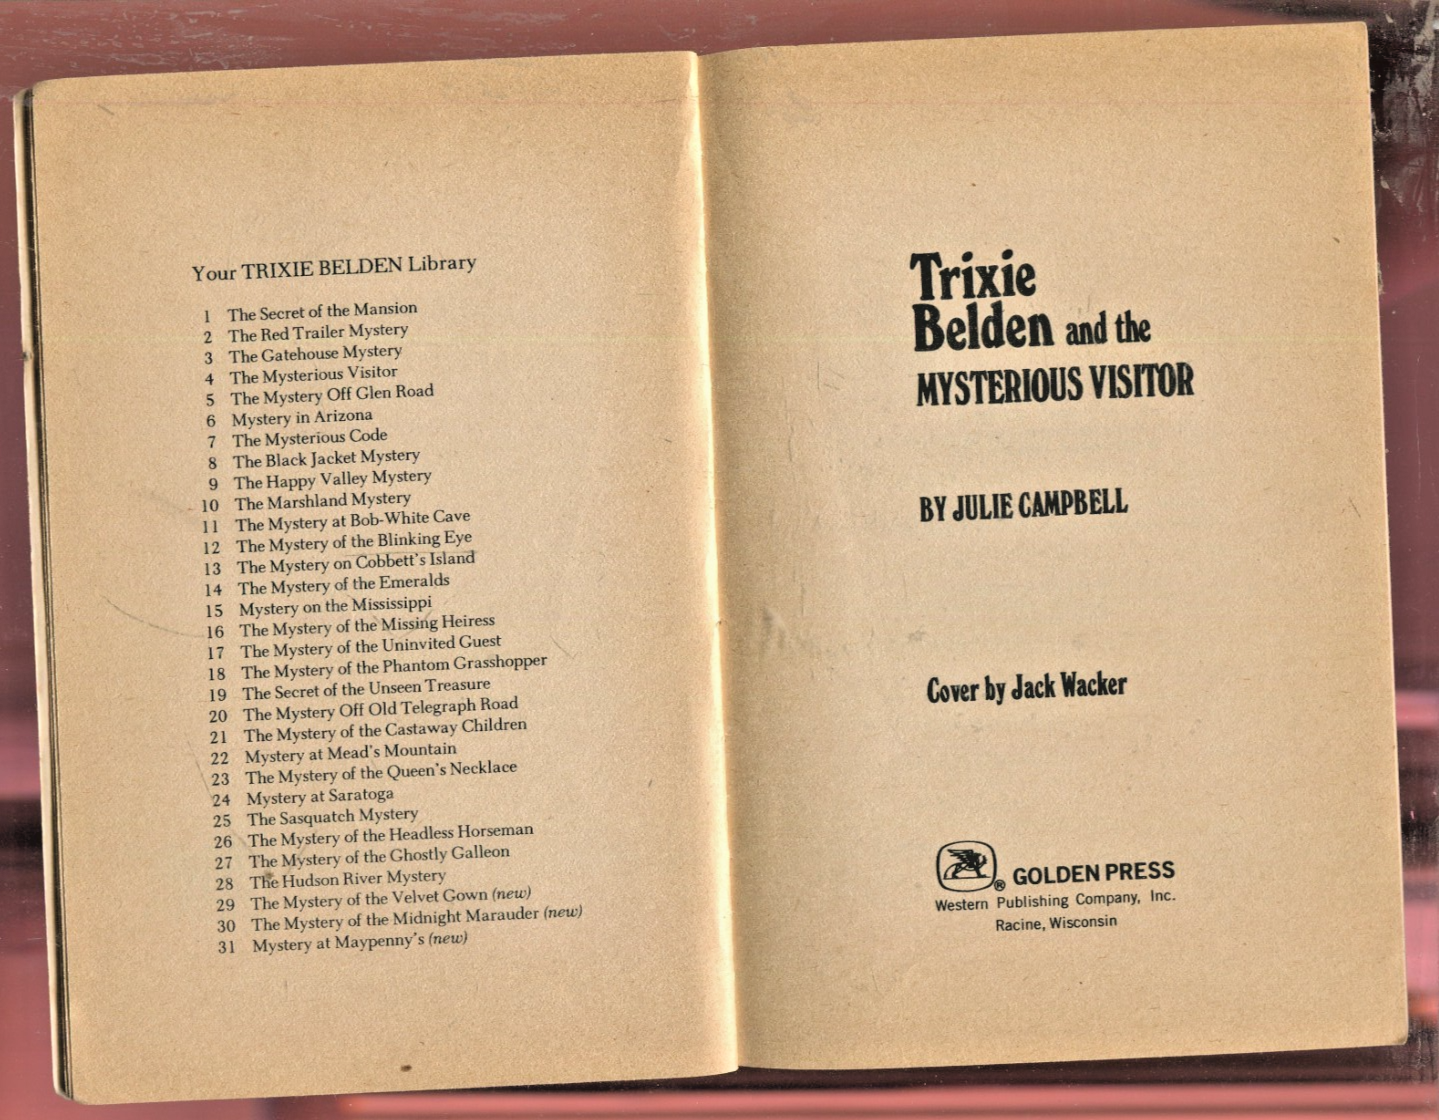 Your TRIXIE BELDEN Library
1 The Secret of the Mansion
2 The Red Trailer Mystery
3 The Gatehouse Mystery
4 The Mysterious Visitor
5 The Mystery Off Glen Road
6 Mystery in Arizona
7 The Mysterious Code
8 The Black Jacket Mystery
9 The Happy Valley Mystery
10 The Marshland Mystery
11 The Mystery at Bob-White Cave
12 The Mystery of the Blinking Eye
13 The Mystery on Cobbett's Island
14 The Mystery of the Emeralds
15 Mystery on the Mississippi
16 The Mystery of the Missing Heiress
17 The Mystery of the Uninvited Guest
18 The Mystery of the Phantom Grasshopper
19 The Secret of the Unseen Treasure
20 The Mystery Off Old Telegraph Road
21 The Mystery of the Castaway Children
22 Mystery at Mead's Mountain
23 The Mystery of the Queen's Necklace
24 Mystery at Saratoga
25 The Sasquatch Mystery
26 The Mystery of the Headless Horseman
27 The Mystery of the Ghostly Galleon
28 The Hudson River Mystery
29 The Mystery of the Velvet Gown (new)
30 The Mystery of the Midnight Marauder (new)
31 Mystery at Maypenny's (new)
Trixie
Belden and the
MYSTERIOUS VISITOR
BY JULIE CAMPBELL
Cover by Jack Wacker
® GOLDEN PRESS
Western Publishing Company, Inc.
Racine, Wisconsin